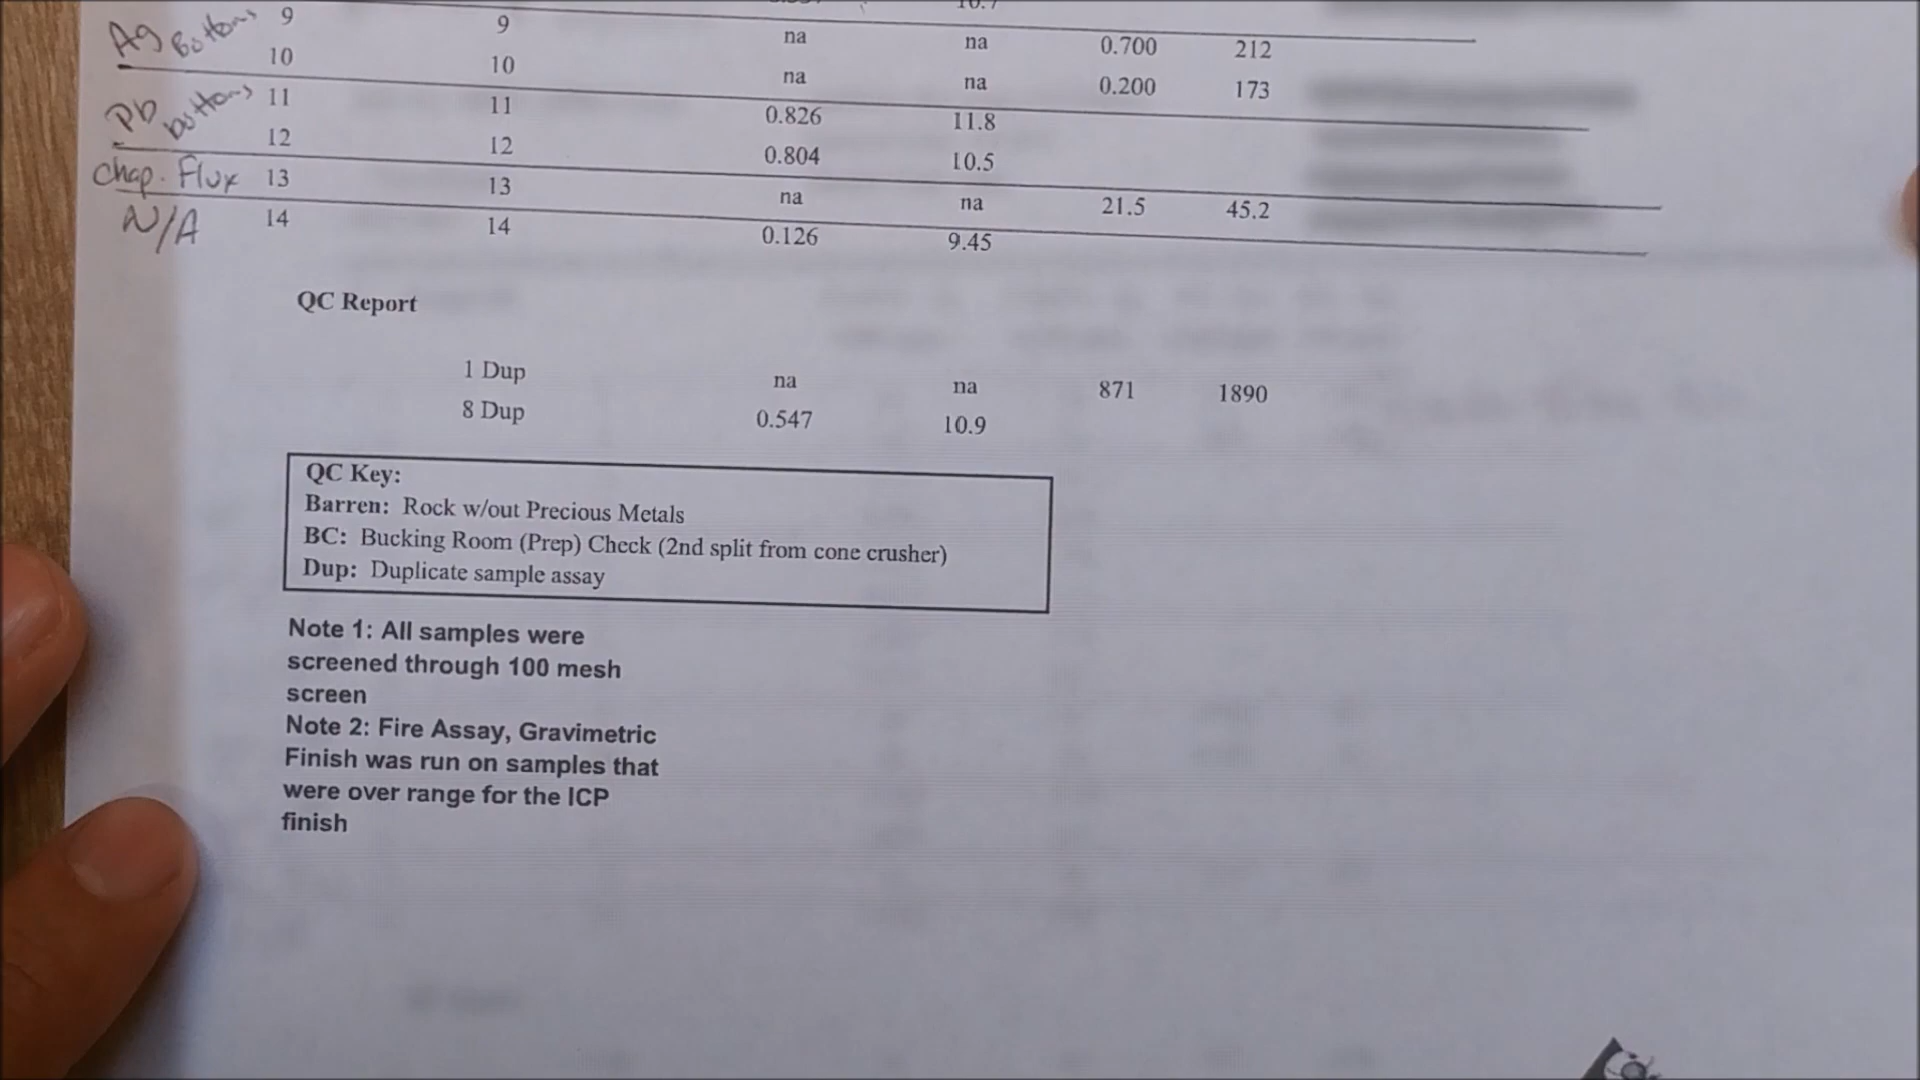 Ag Buttons 9 9 na na 0.700 212
10 10 na na 0.200 173
Pb buttons 11 11 0.826 11.8
12 12 0.804 10.5
Chap. Flux 13 13 na na 21.5 45.2
N/A 14 14 0.126 9.45
QC Report
1 Dup na na 871 1890
8 Dup 0.547 10.9
QC Key:
Barren: Rock w/out Precious Metals
BC: Bucking Room (Prep) Check (2nd split from cone crusher)
Dup: Duplicate sample assay
Note 1: All samples were
screened through 100 mesh
screen
Note 2: Fire Assay, Gravimetric
Finish was run on samples that
were over range for the ICP
finish